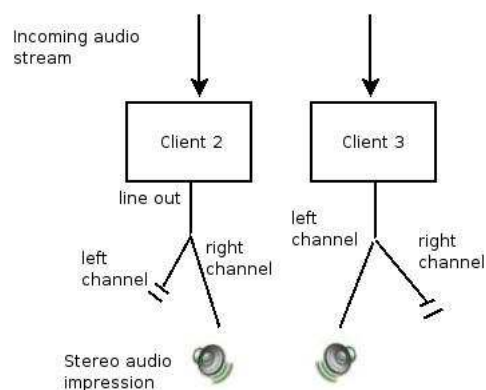 Incoming audio
stream
Client 2
Client 3
line out
left
channel
right
channel
left
channel
right
channel
Stereo audio
impression